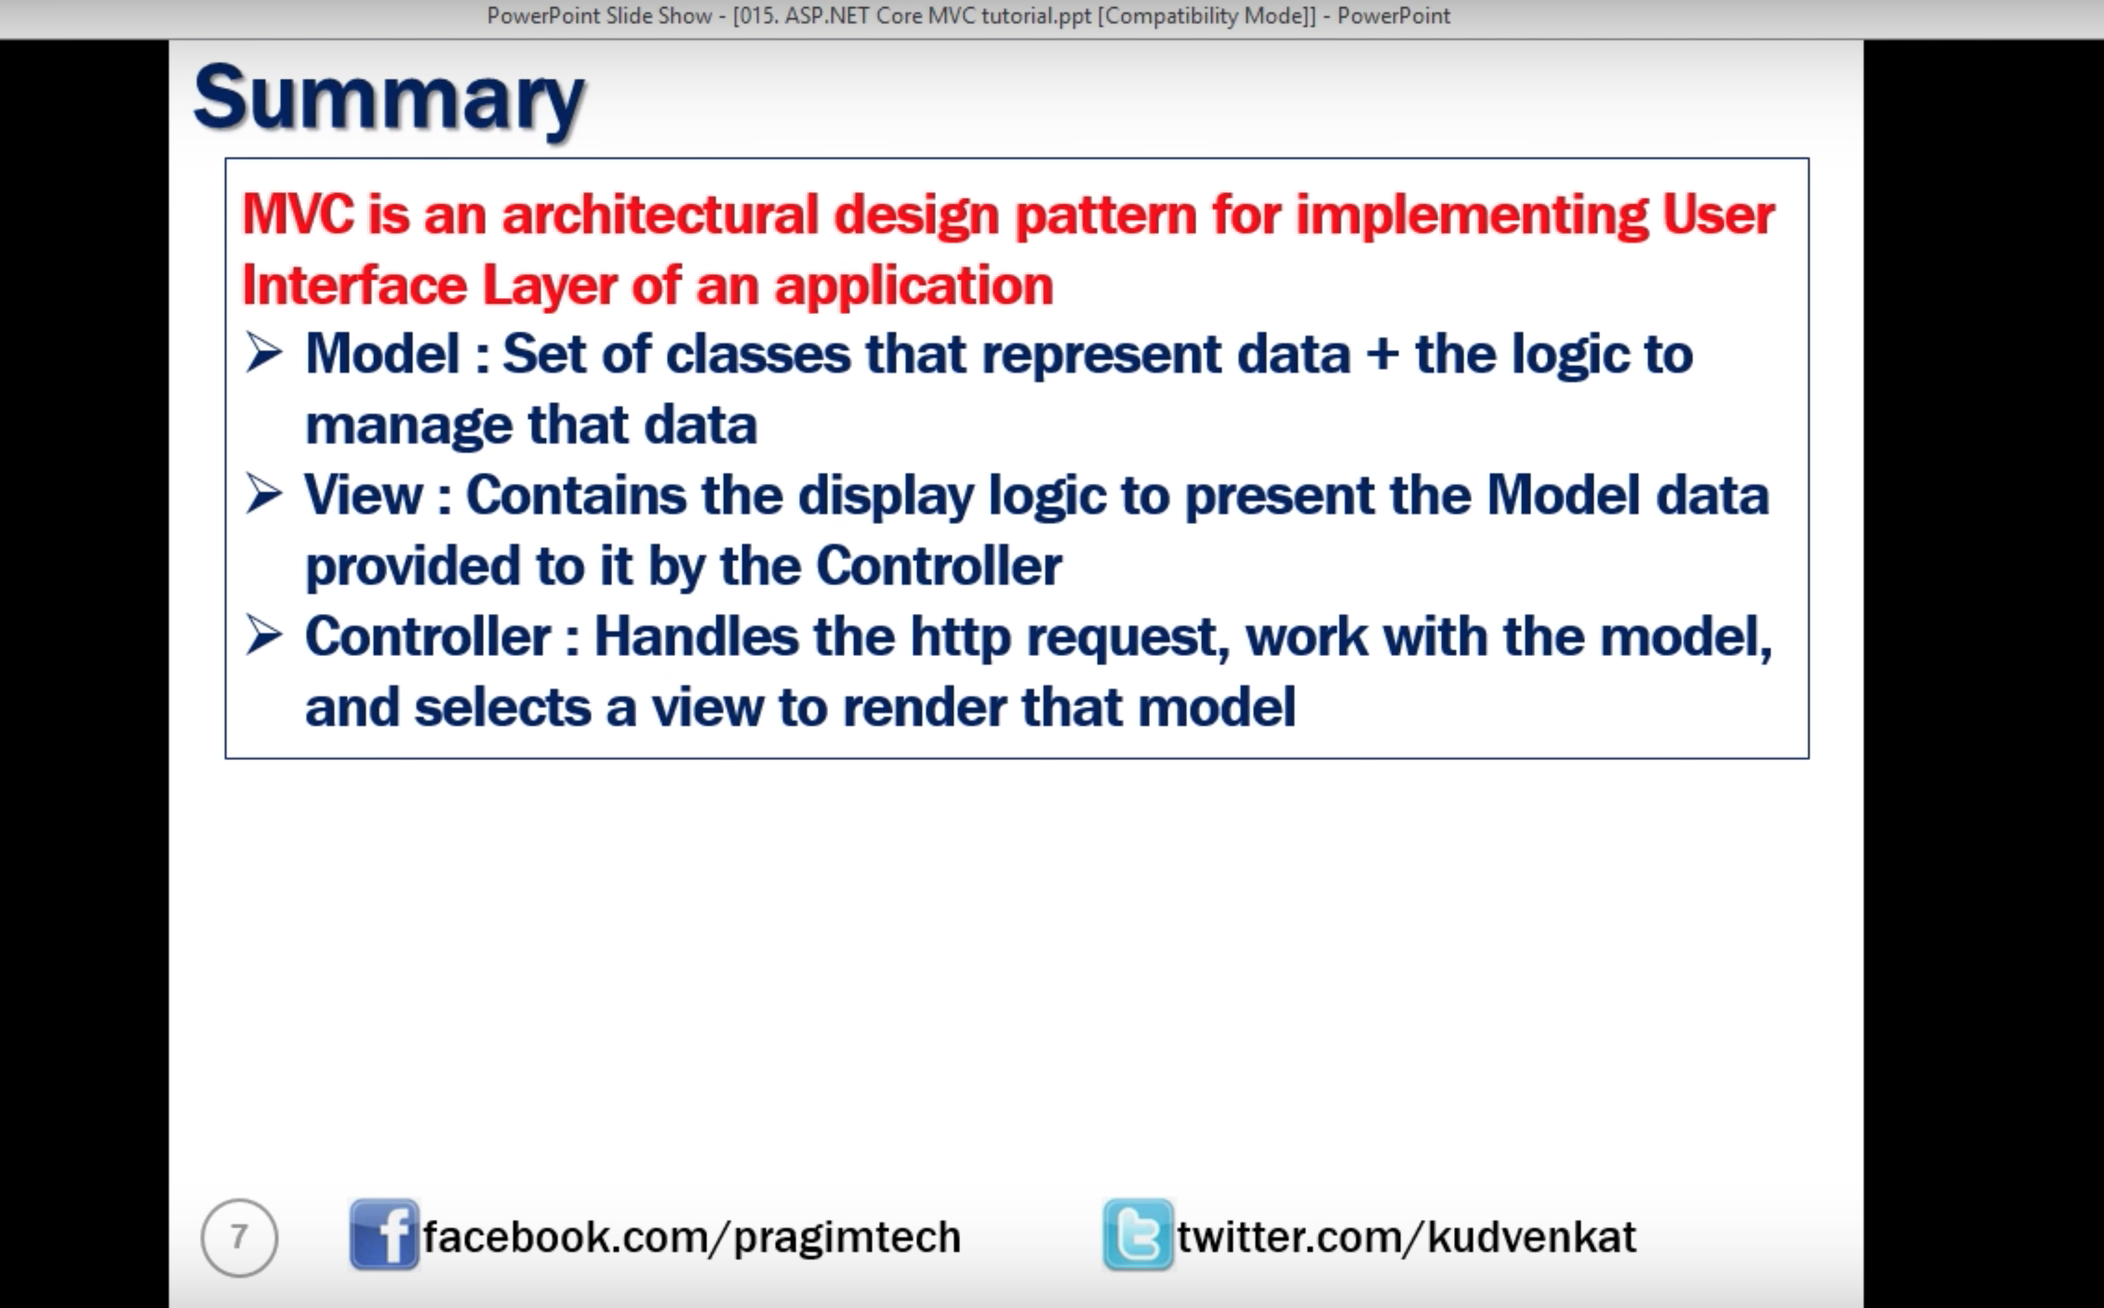 PowerPoint Slide Show - [015. ASP.NET Core MVC tutorial.ppt [Compatibility Mode]] - PowerPoint
Summary
MVC is an architectural design pattern for implementing User
Interface Layer of an application
➢ Model : Set of classes that represent data + the logic to
manage that data
➢ View : Contains the display logic to present the Model data
provided to it by the Controller
➢ Controller : Handles the http request, work with the model,
and selects a view to render that model
7 facebook.com/pragimtech twitter.com/kudvenkat